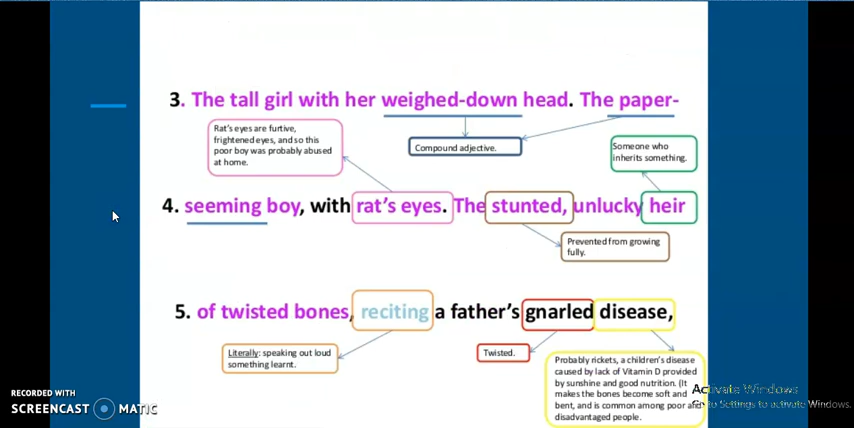 3. The tall girl with her weighed-down head. The paper-
Rat's eyes are furtive,
frightened eyes, and so this
poor boy was probably abused
at home.
Compound adjective.
Someone who
inherits something.
4. seeming boy, with rat's eyes. The stunted, unlucky heir
Prevented from growing
fully.
5. of twisted bones, reciting a father's gnarled disease,
Literally: speaking out loud
something learnt.
Twisted.
Probably rickets, a children's disease
caused by lack of Vitamin D provided
by sunshine and good nutrition. (It
makes the bones become soft and
bent, and is common among poor and
disadvantaged people.
Activate Windows
Go to Settings to activate Windows.
RECORDED WITH
SCREENCAST MATIC